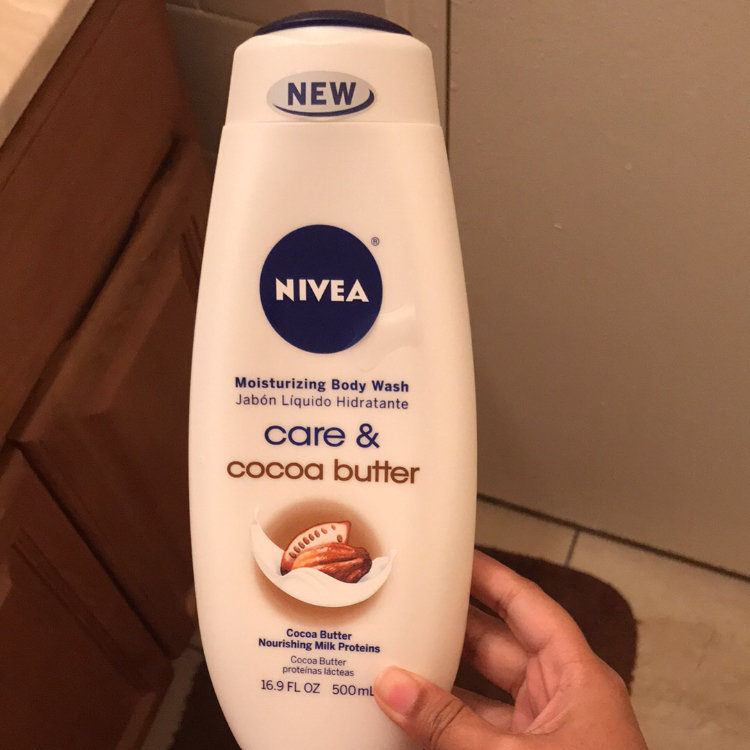 NEW
NIVEA®
Moisturizing Body Wash
Jabón Líquido Hidratante
care &
cocoa butter
Cocoa Butter
Nourishing Milk Proteins
Cocoa Butter
proteínas lácteas
16.9 FL OZ 500mL